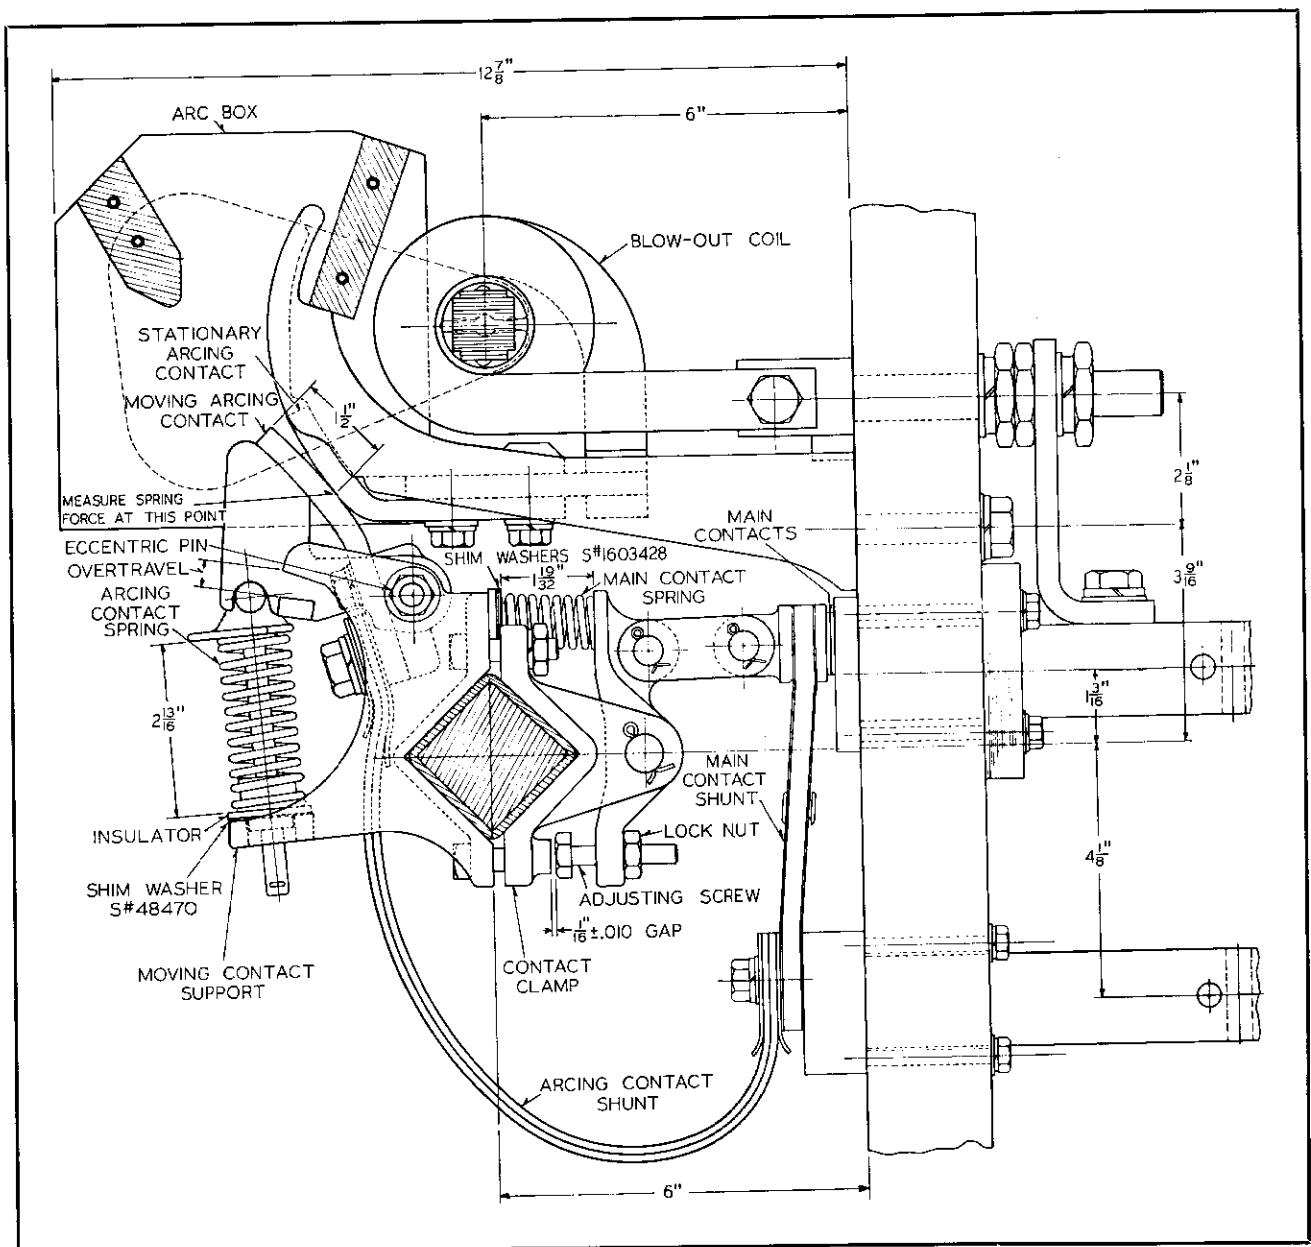 12 7/8"
6"
ARC BOX
BLOW-OUT COIL
STATIONARY
ARCING
CONTACT
MOVING ARCING
CONTACT
1 1/2"
2 1/8"
MEASURE SPRING
FORCE AT THIS POINT
MAIN
CONTACTS
ECCENTRIC PIN
SHIM WASHERS S#1603428
OVERTRAVEL
1 19/32"
MAIN CONTACT
SPRING
3 9/16"
ARCING
CONTACT
SPRING
1 3/16"
2 13/16"
MAIN
CONTACT
SHUNT
INSULATOR
LOCK NUT
4 1/8"
SHIM WASHER
S#48470
ADJUSTING SCREW
1/16"±.010 GAP
MOVING CONTACT
SUPPORT
CONTACT
CLAMP
ARCING CONTACT
SHUNT
6"